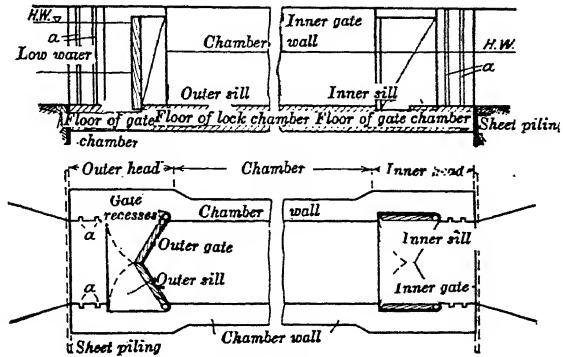 H.W.
a
Low water
Chamber
Inner gate
wall
H.W.
a
Outer sill
Inner sill
Floor of gate
chamber
Floor of lock chamber
Floor of gate chamber
Sheet piling
Outer head
Chamber
Inner head
Gate
recesses
a
Outer gate
Outer sill
a
Chamber wall
Inner sill
Inner gate
Chamber wall
Sheet piling